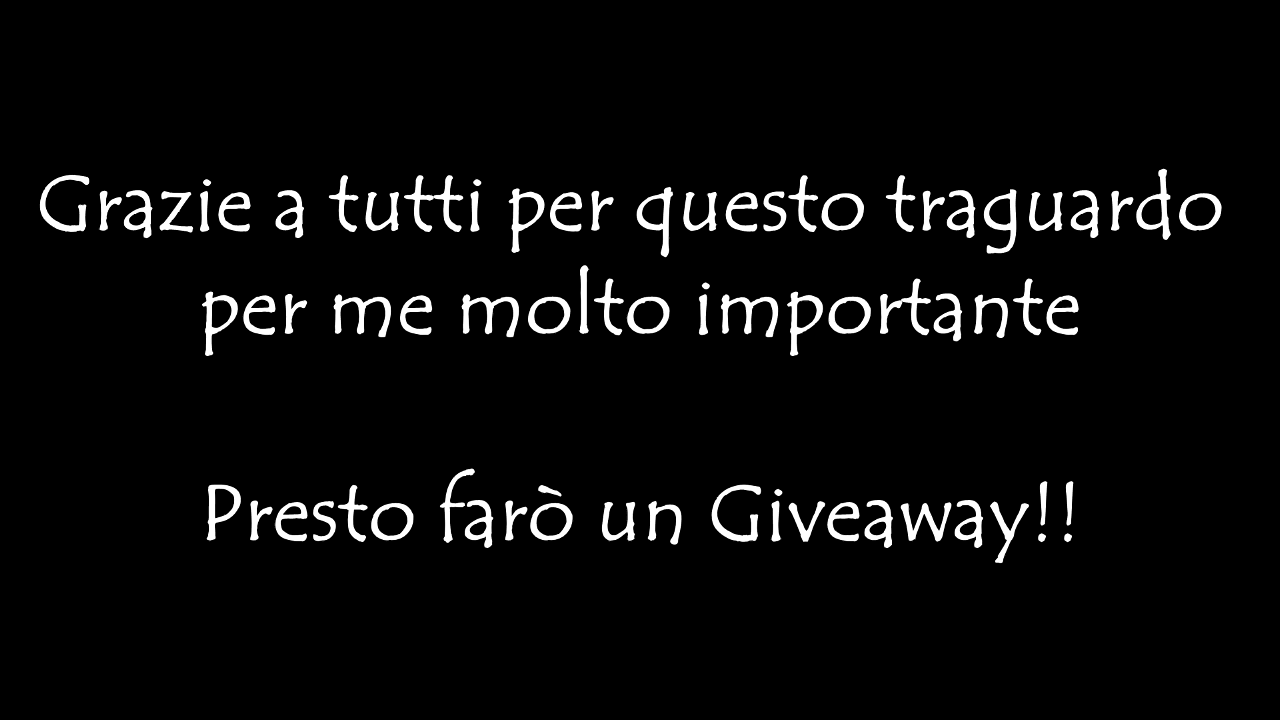 Grazie a tutti per questo traguardo
per me molto importante
Presto farò un Giveaway!!